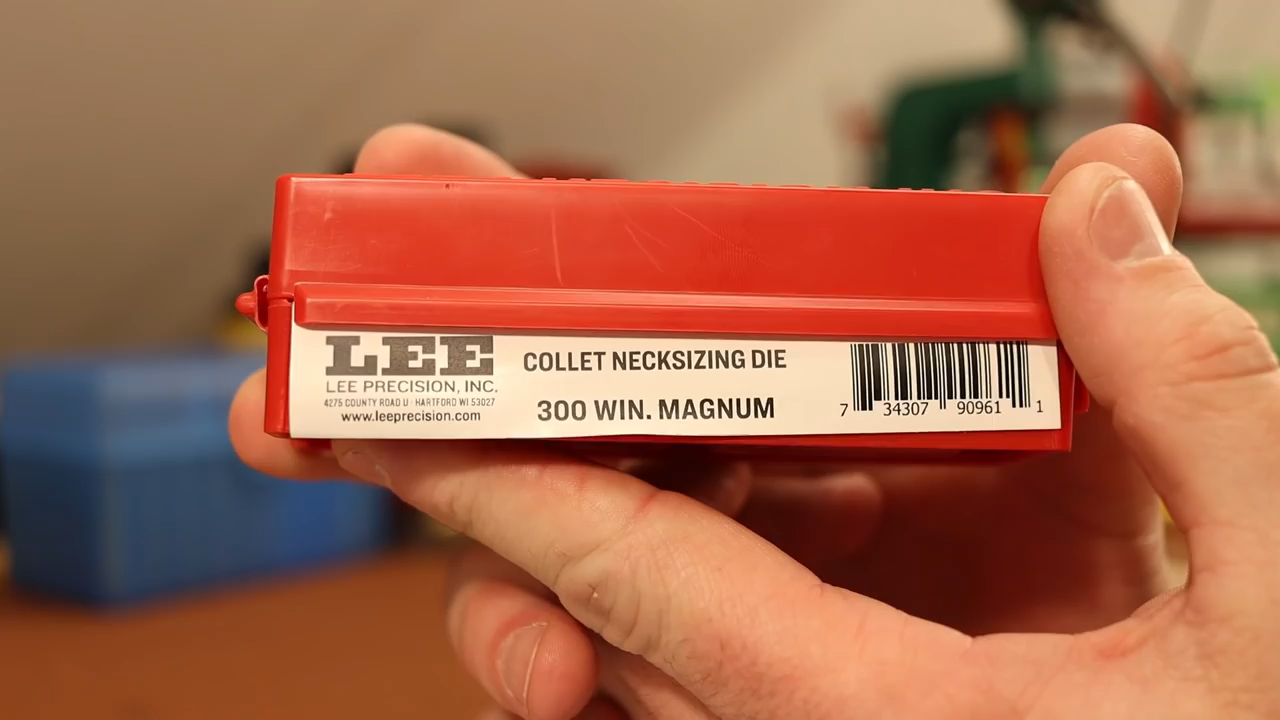 LEE
LEE PRECISION, INC.
4275 COUNTY ROAD U · HARTFORD WI 53027
www.leeprecision.com
COLLET NECKSIZING DIE
300 WIN. MAGNUM
7 34307 90961 1